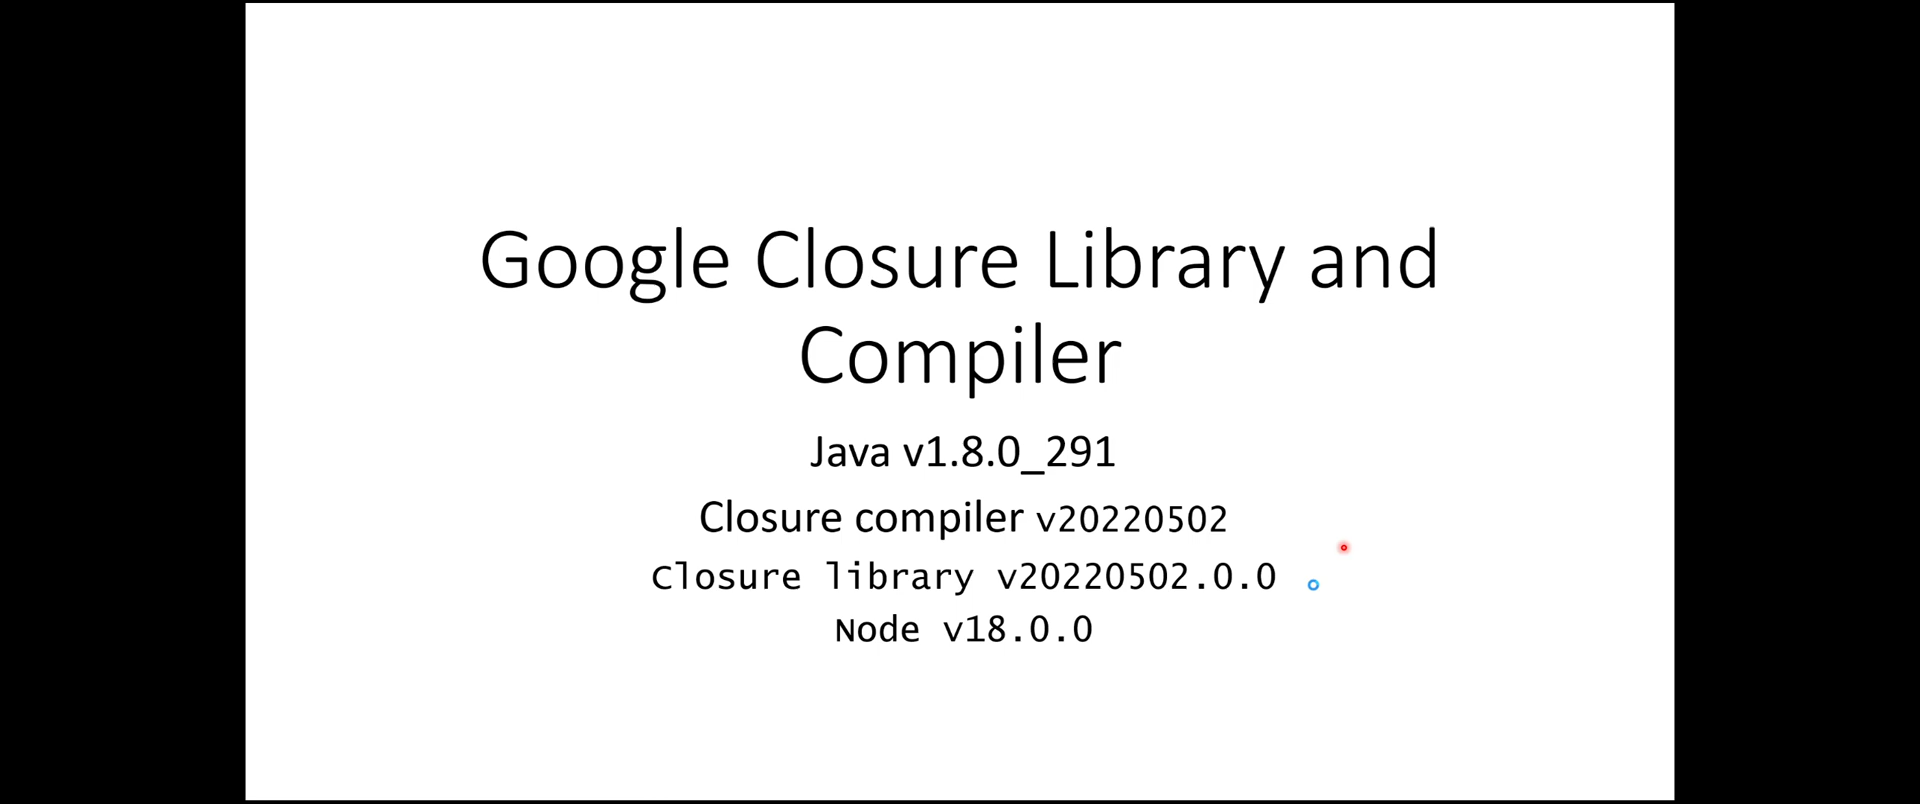 Google Closure Library and
Compiler
Java v1.8.0_291
Closure compiler v20220502
Closure library v20220502.0.0
Node v18.0.0